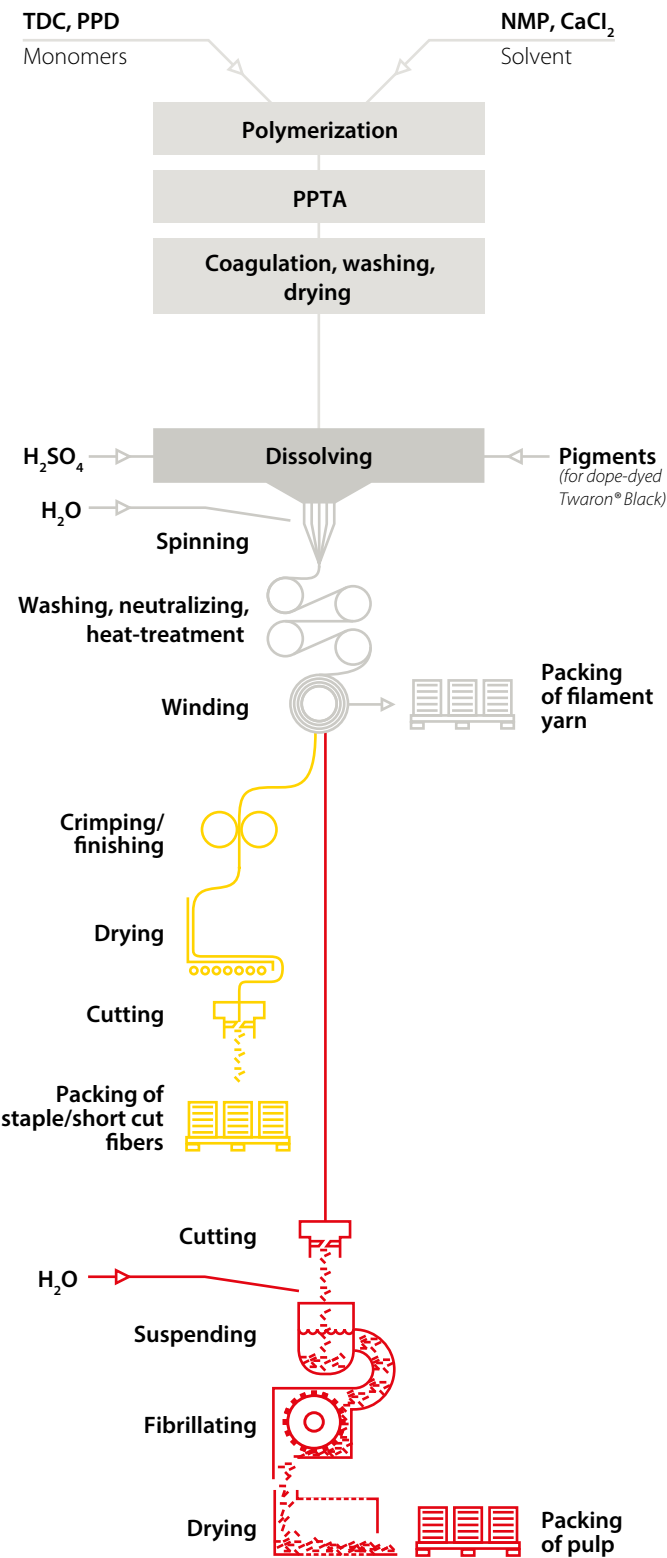 TDC, PPD
Monomers
NMP, CaCl₂
Solvent
Polymerization
PPTA
Coagulation, washing,
drying
H₂SO₄
Dissolving
Pigments
(for dope-dyed
Twaron® Black)
H₂O
Spinning
Washing, neutralizing,
heat-treatment
Winding
Packing
of filament
yarn
Crimping/
finishing
Drying
Cutting
Packing of
staple/short cut
fibers
Cutting
H₂O
Suspending
Fibrillating
Drying
Packing
of pulp